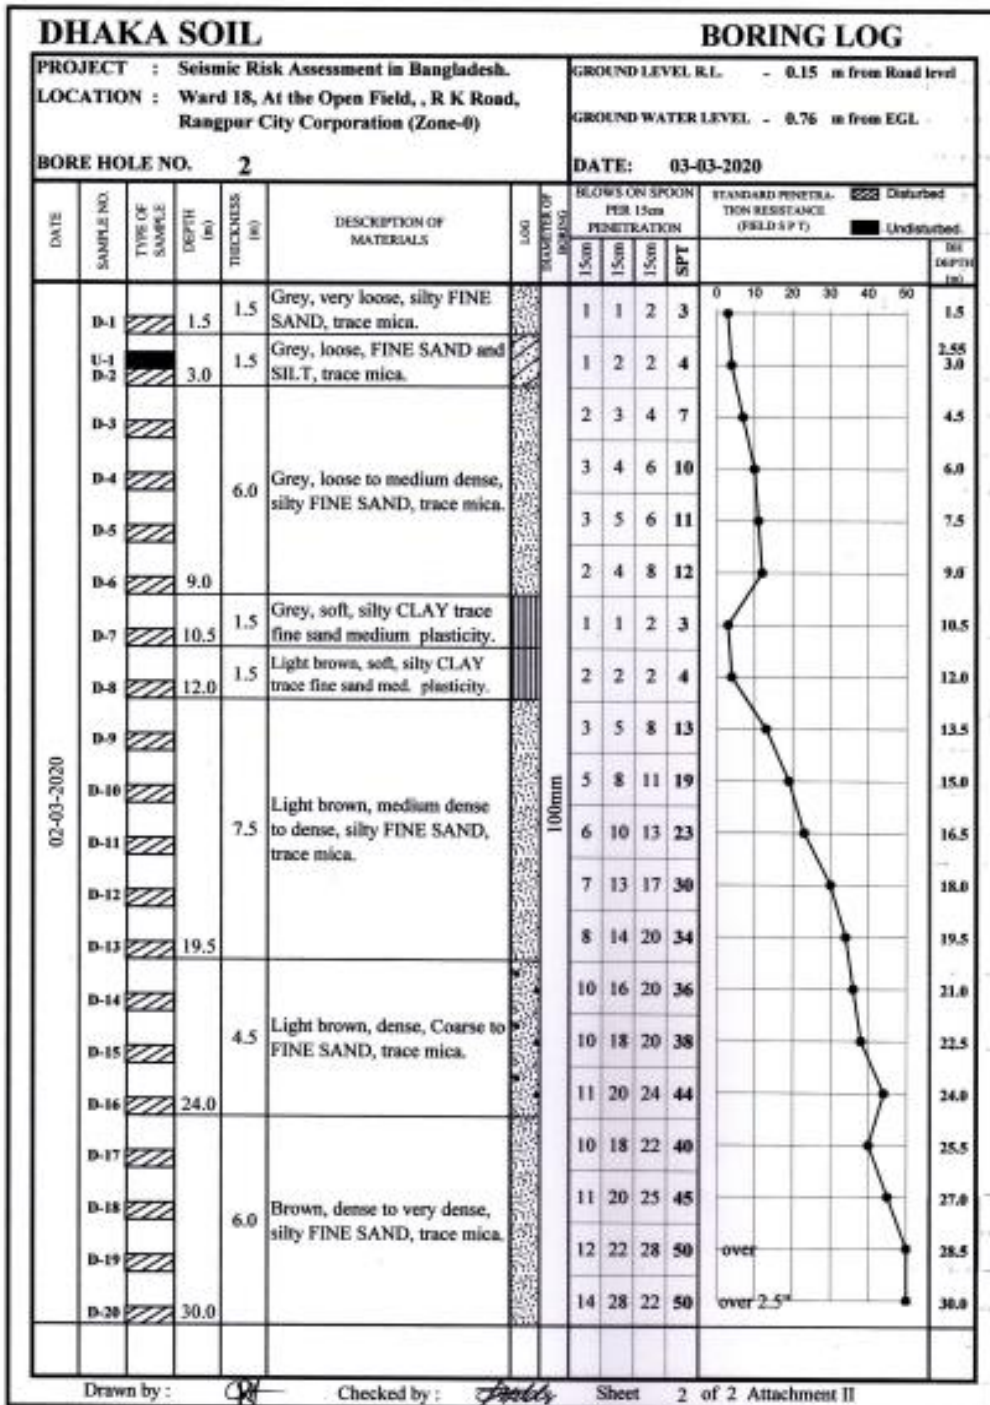 DHAKA SOIL
BORING LOG
PROJECT : Seismic Risk Assessment in Bangladesh.
LOCATION : Ward 18, At the Open Field, , R K Road,
Rangpur City Corporation (Zone-0)
BORE HOLE NO. 2
GROUND LEVEL R.L. - 0.15 m from Road level
GROUND WATER LEVEL - 0.76 m from EGL
DATE: 03-03-2020
DATE
SAMPLE NO.
TYPE OF SAMPLE
DEPTH (m)
THICKNESS (m)
DESCRIPTION OF MATERIALS
LOG
DIAMETER OF BORING
BLOWS ON SPOON
PER 15cm
PENETRATION
15cm 15cm 15cm SPT
STANDARD PENETRA-
TION RESISTANCE
(FIELD S P T)
Disturbed
Undisturbed.
DEPTH
(m)
0 10 20 30 40 50
02-03-2020
100mm
D-1 1.5 1.5 Grey, very loose, silty FINE
SAND, trace mica.
1 1 2 3 1.5
U-1 2.55
D-2 3.0 1.5 Grey, loose, FINE SAND and
SILT, trace mica.
1 2 2 4 3.0
D-3 2 3 4 7 4.5
D-4 3 4 6 10 6.0
6.0 Grey, loose to medium dense,
silty FINE SAND, trace mica.
D-5 3 5 6 11 7.5
D-6 9.0 2 4 8 12 9.0
1.5 Grey, soft, silty CLAY trace
fine sand medium plasticity.
D-7 10.5 1 1 2 3 10.5
1.5 Light brown, soft, silty CLAY
trace fine sand med. plasticity.
D-8 12.0 2 2 2 4 12.0
D-9 3 5 8 13 13.5
D-10 5 8 11 19 15.0
7.5 Light brown, medium dense
to dense, silty FINE SAND,
trace mica.
D-11 6 10 13 23 16.5
D-12 7 13 17 30 18.0
D-13 19.5 8 14 20 34 19.5
D-14 10 16 20 36 21.0
4.5 Light brown, dense, Coarse to
FINE SAND, trace mica.
D-15 10 18 20 38 22.5
D-16 24.0 11 20 24 44 24.0
D-17 10 18 22 40 25.5
D-18 11 20 25 45 27.0
6.0 Brown, dense to very dense,
silty FINE SAND, trace mica.
D-19 12 22 28 50 over 28.5
D-20 30.0 14 28 22 50 over 2.5" 30.0
Drawn by : Checked by : Sheet 2 of 2 Attachment II